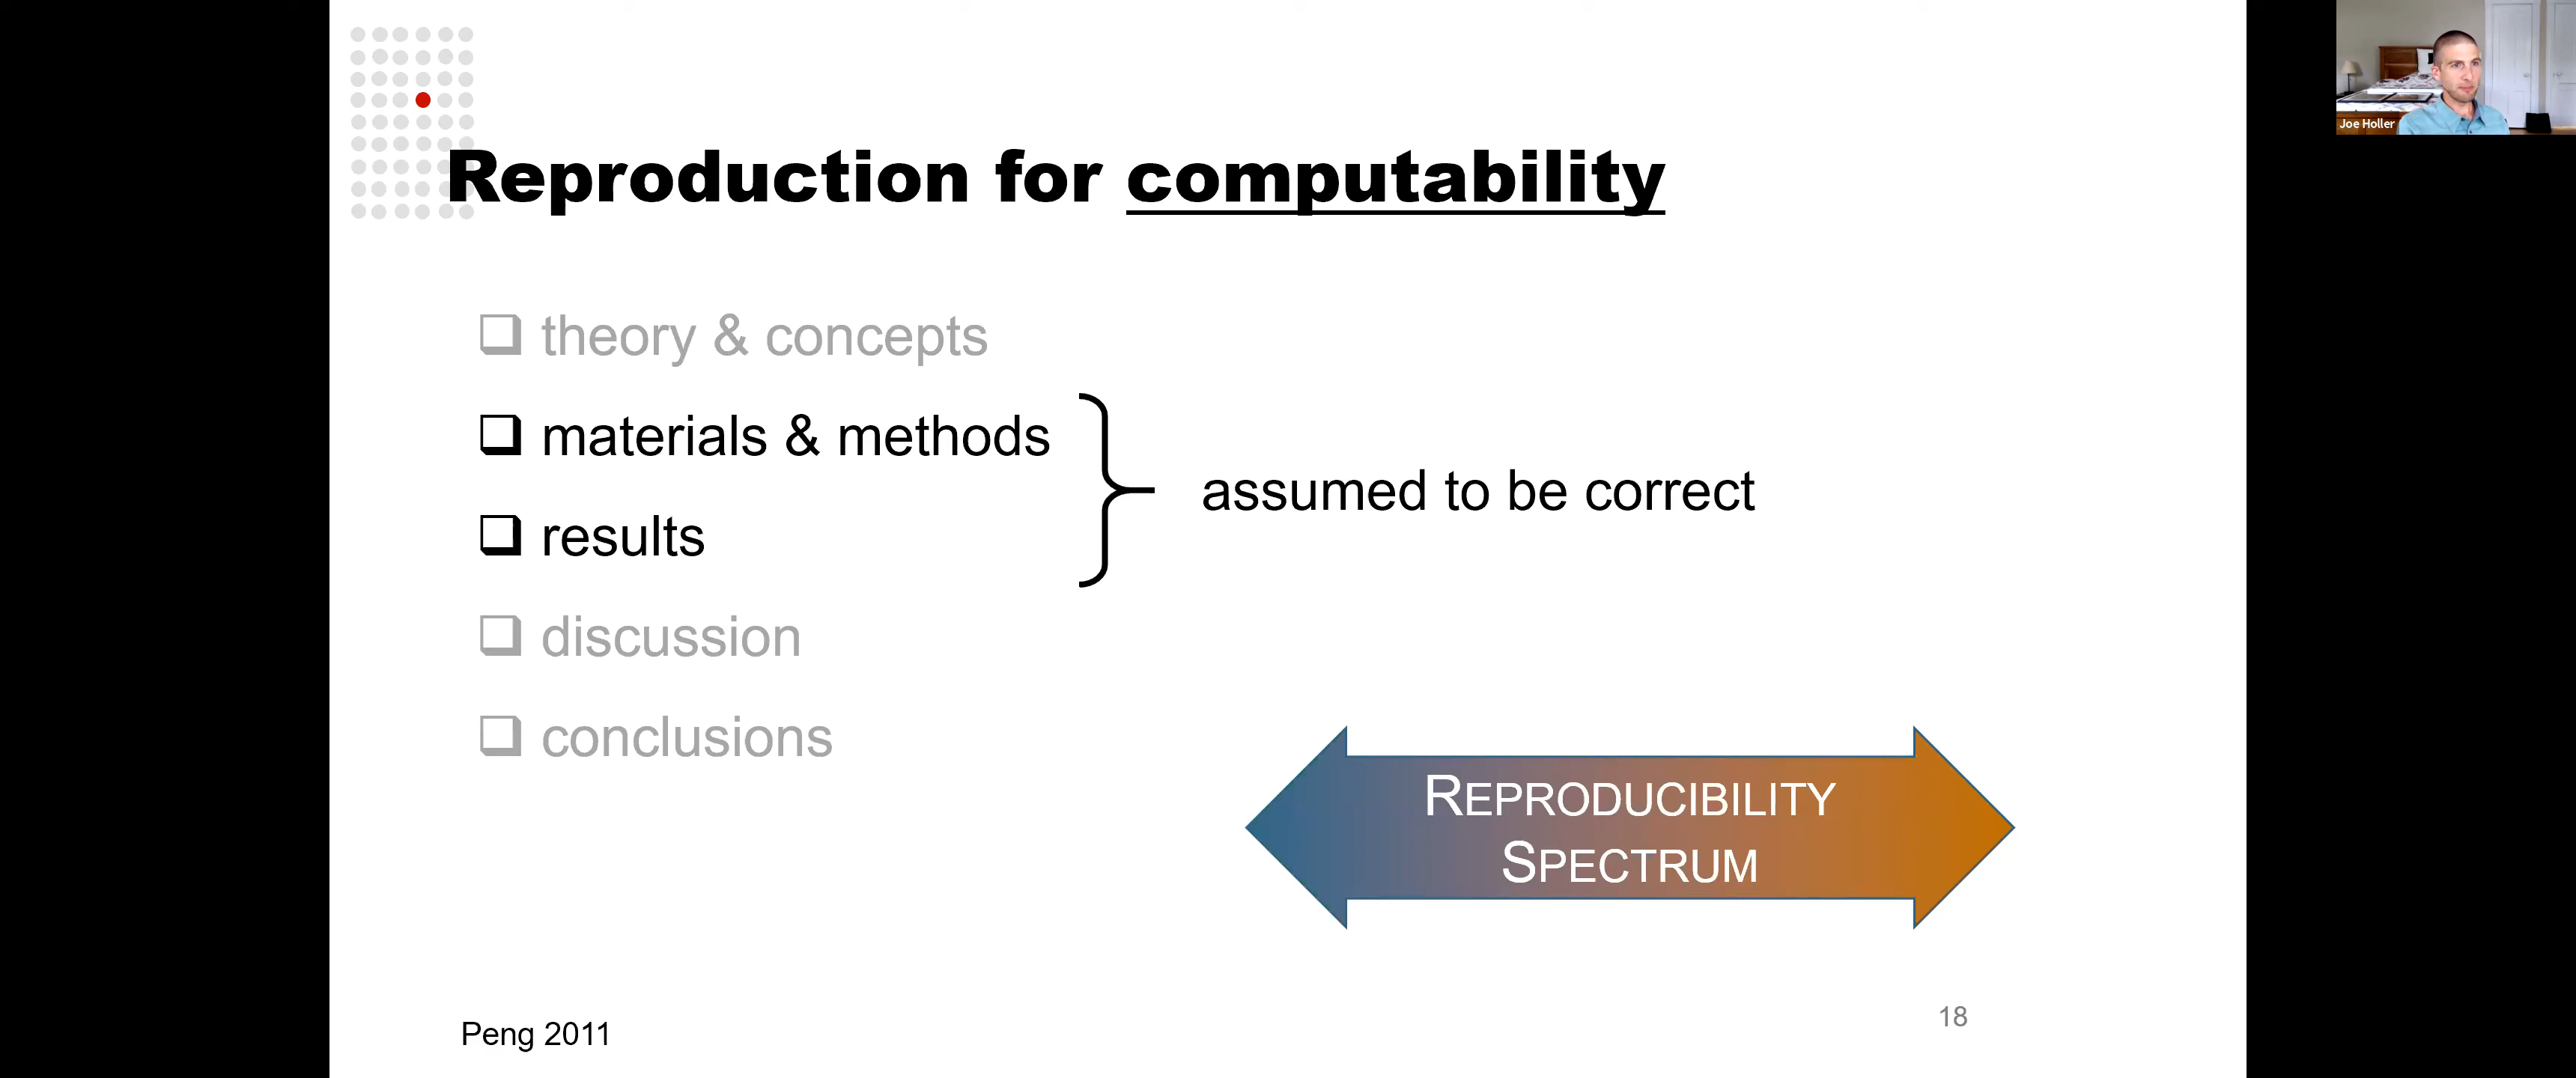 Joe Holler
Reproduction for computability
theory & concepts
materials & methods
results
assumed to be correct
discussion
conclusions
REPRODUCIBILITY
SPECTRUM
Peng 2011
18